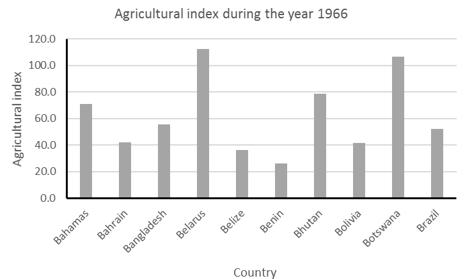 Agricultural index during the year 1966
120.0
100.0
80.0
60.0
40.0
20.0
0.0
Agricultural index
Bahamas
Bahrain
Bangladesh
Belarus
Belize
Benin
Bhutan
Bolivia
Botswana
Brazil
Country